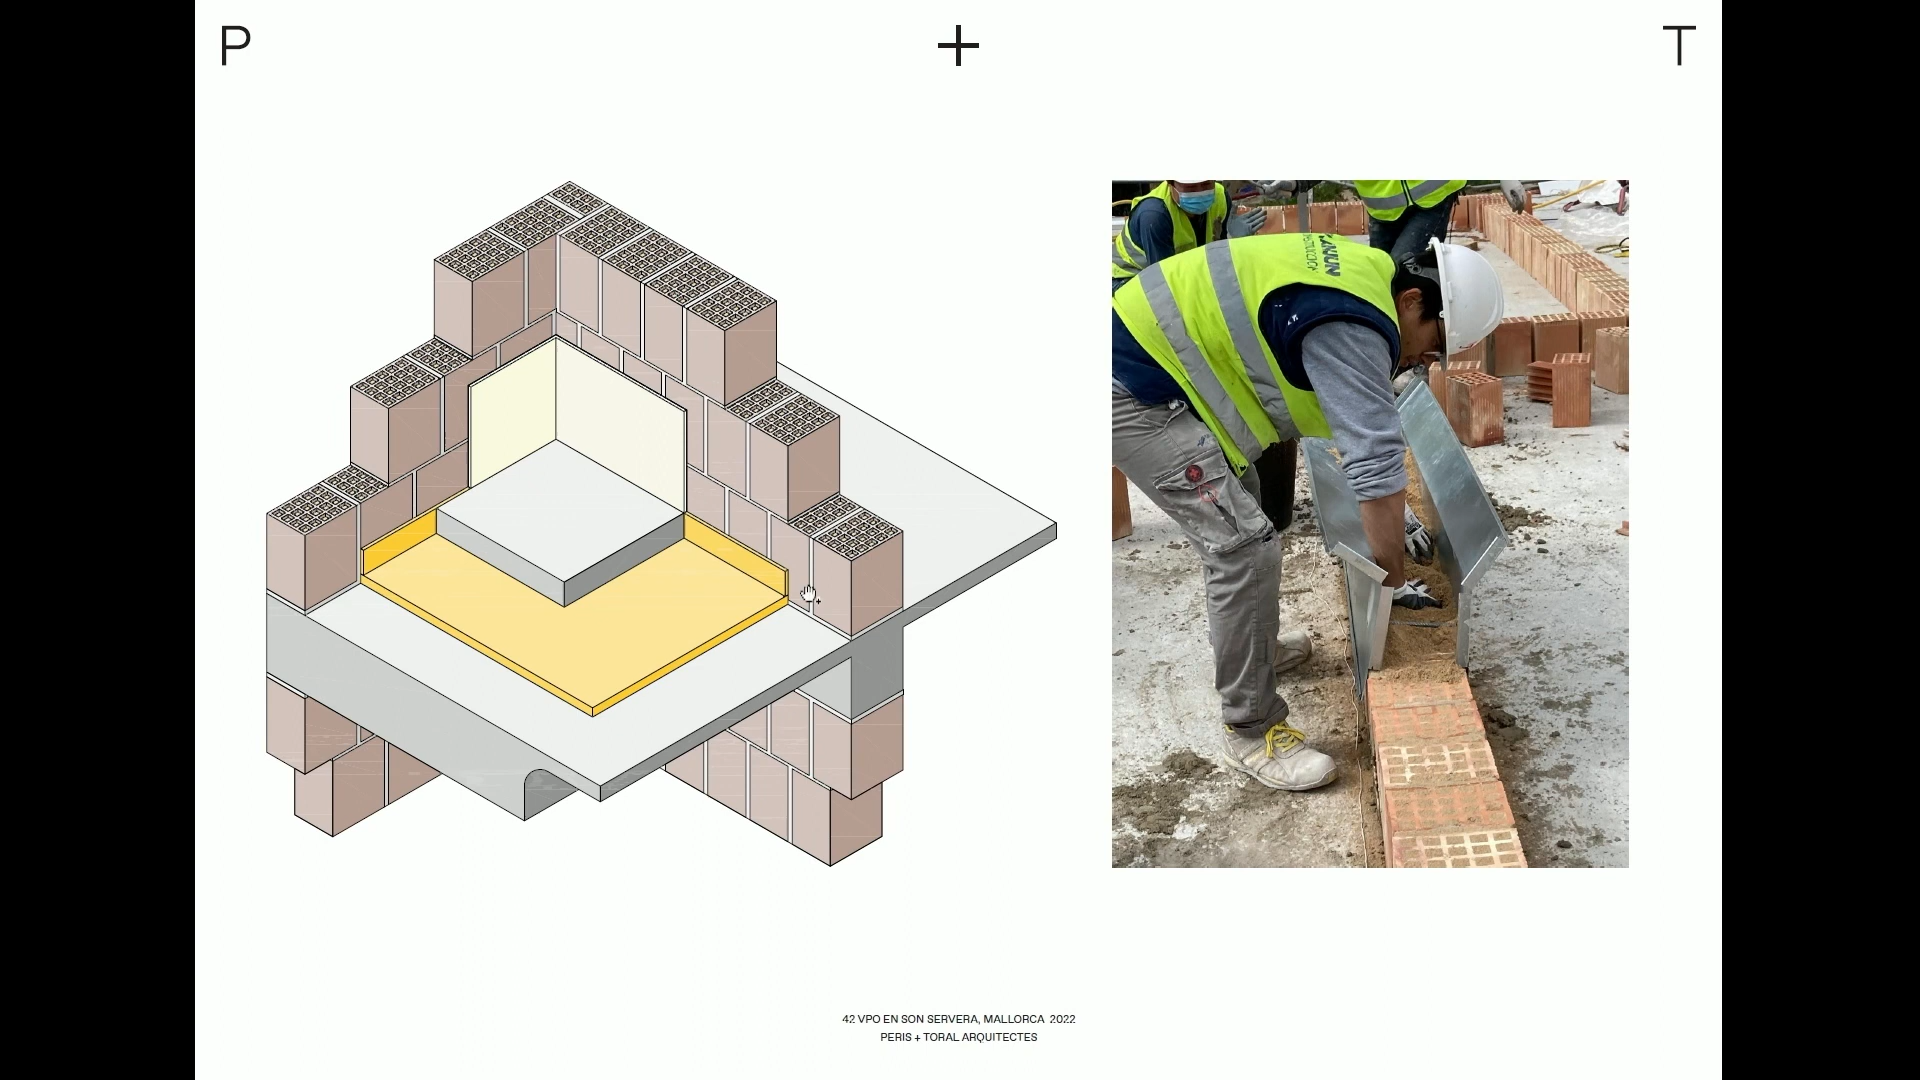 P + T
42 VPO EN SON SERVERA, MALLORCA 2022
PERIS + TORAL ARQUITECTES